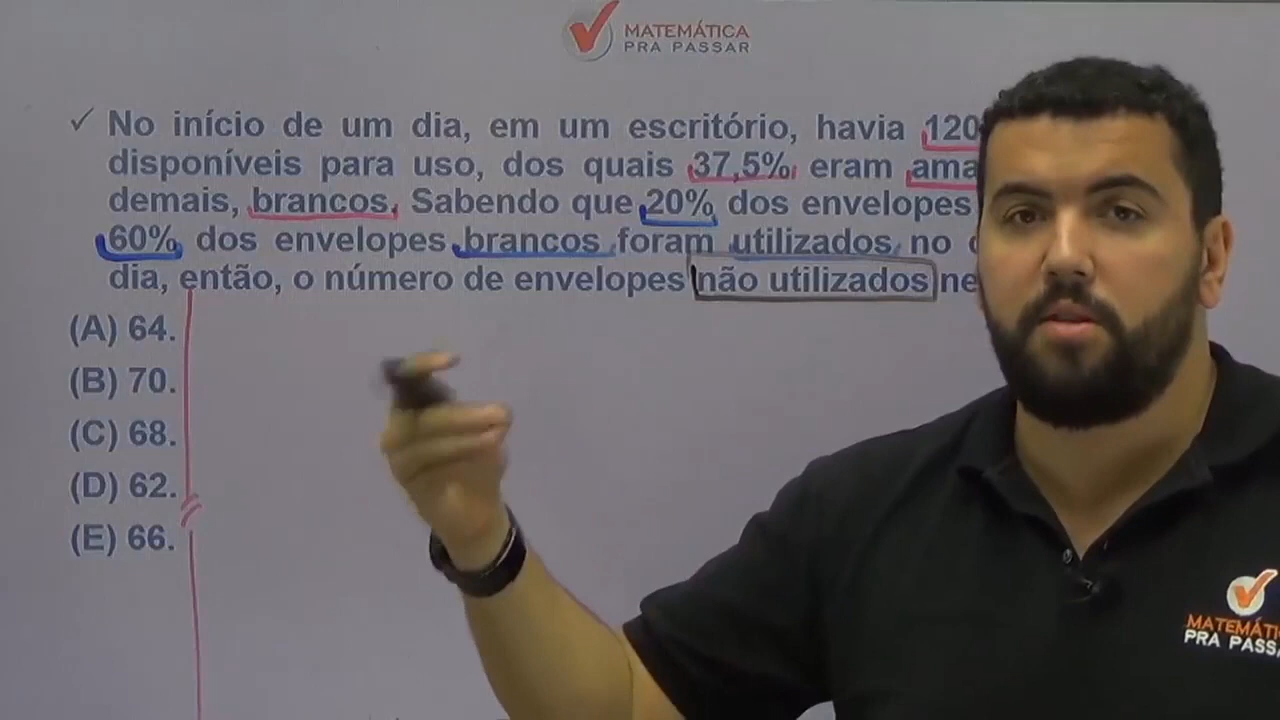 MATEMÁTICA
PRA PASSAR
✓ No início de um dia, em um escritório, havia 120
disponíveis para uso, dos quais 37,5% eram ama
demais, brancos. Sabendo que 20% dos envelopes
60% dos envelopes brancos foram utilizados no
dia, então, o número de envelopes não utilizados ne
(A) 64.
(B) 70.
(C) 68.
(D) 62.
(E) 66.
MATEMÁTI
PRA PASSA